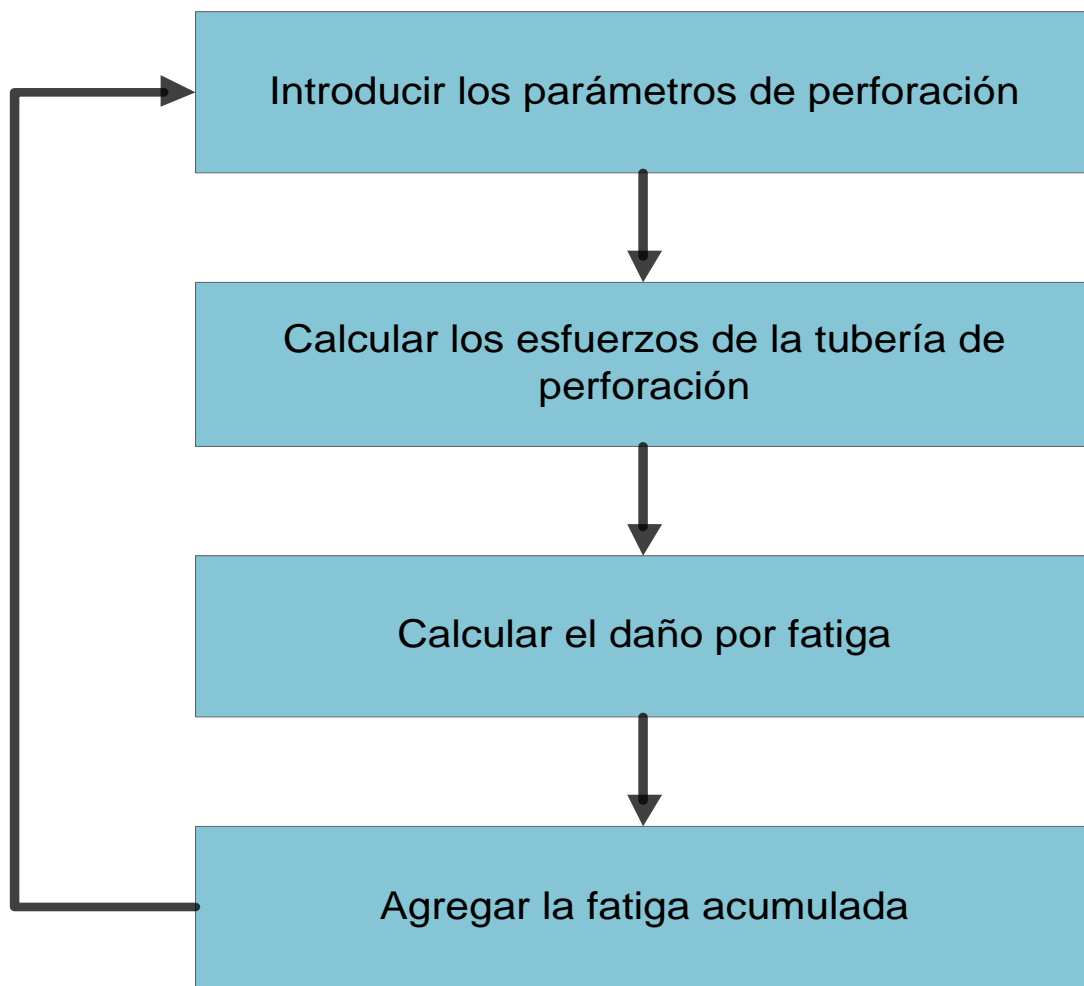 Introducir los parámetros de perforación
Calcular los esfuerzos de la tubería de
perforación
Calcular el daño por fatiga
Agregar la fatiga acumulada